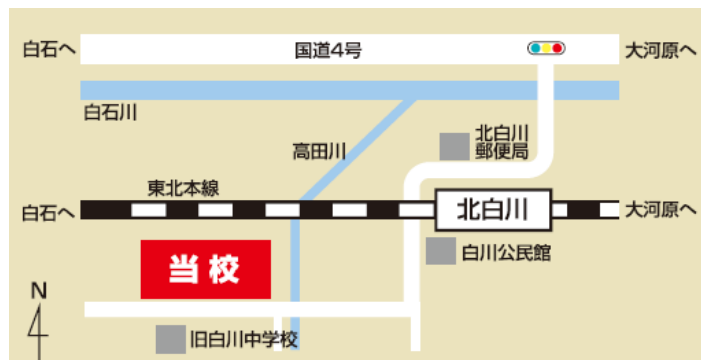 白石へ
国道4号
大河原へ
白石川
高田川
北白川
郵便局
東北本線
白石へ
北白川
大河原へ
当校
白川公民館
N
旧白川中学校